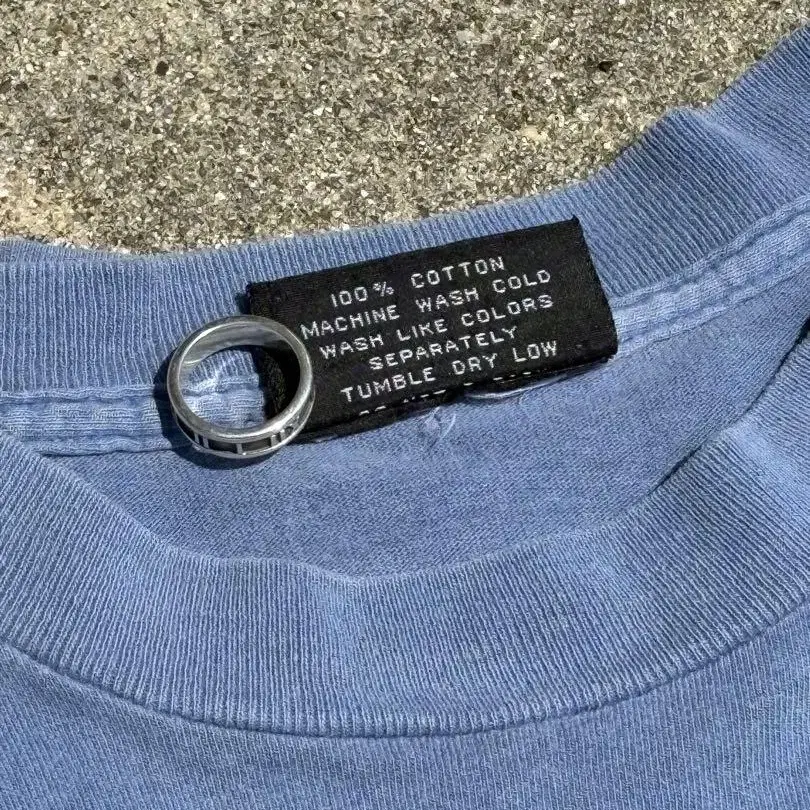 100% COTTON
MACHINE WASH COLD
WASH LIKE COLORS
SEPARATELY
TUMBLE DRY LOW